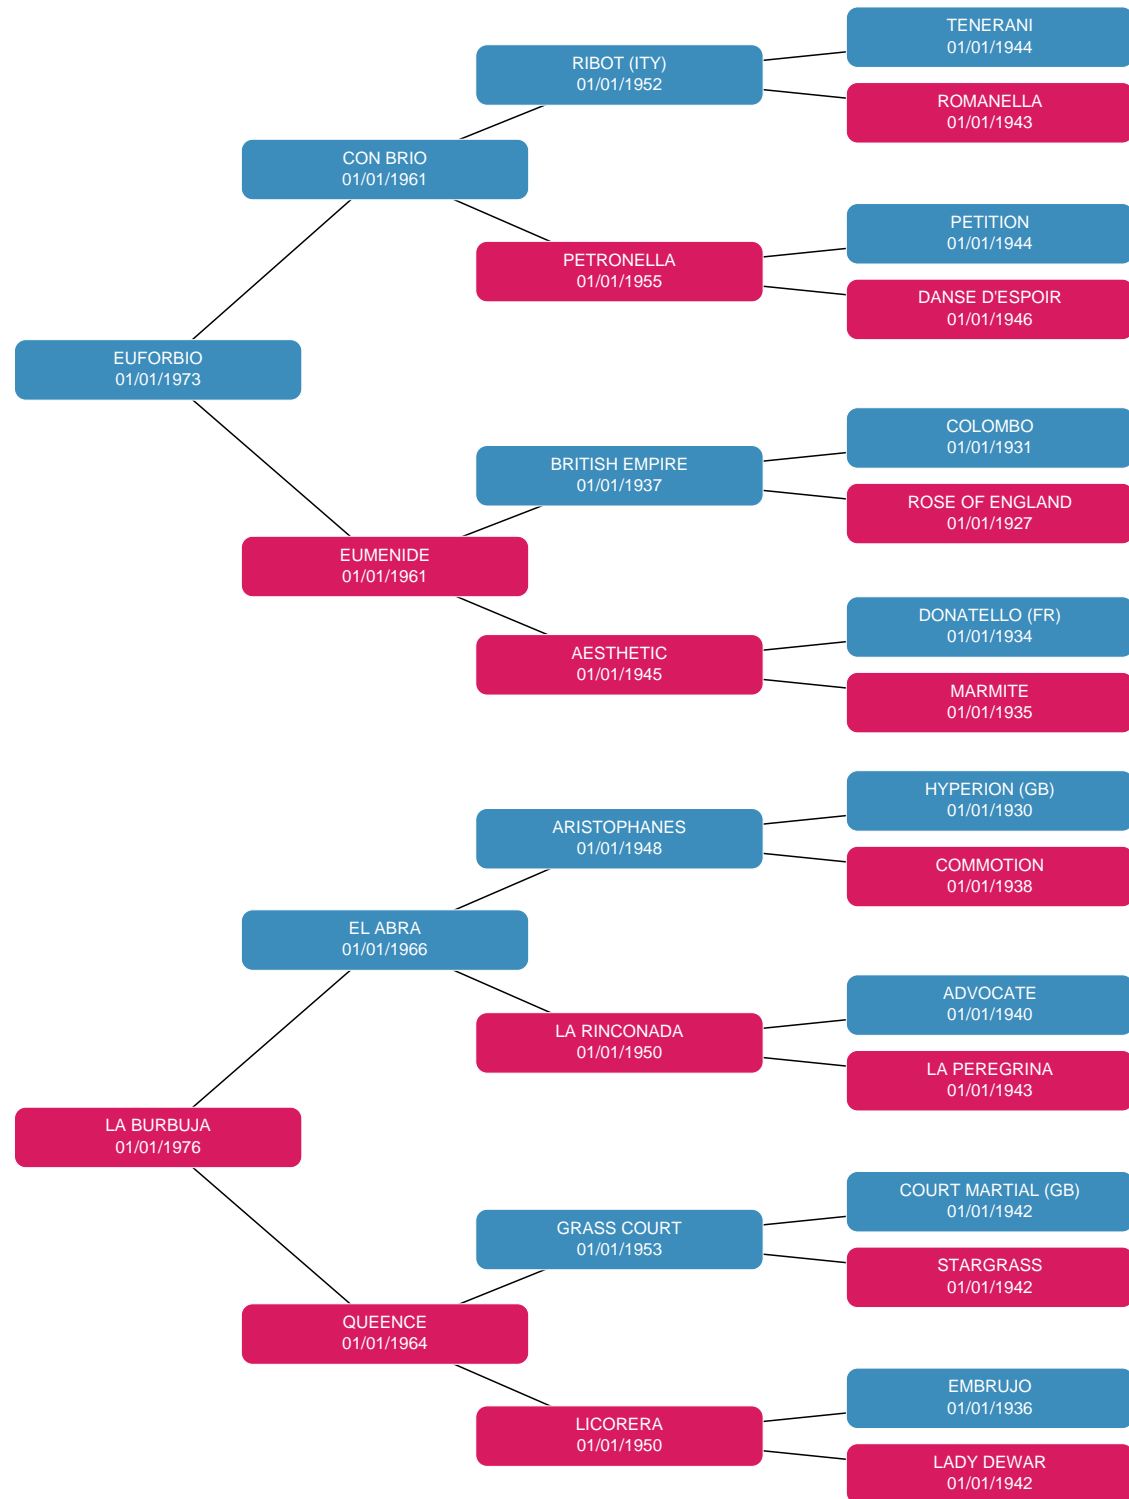 TENERANI
01/01/1944
RIBOT (ITY)
01/01/1952
ROMANELLA
01/01/1943
CON BRIO
01/01/1961
PETITION
01/01/1944
PETRONELLA
01/01/1955
DANSE D'ESPOIR
01/01/1946
EUFORBIO
01/01/1973
COLOMBO
01/01/1931
BRITISH EMPIRE
01/01/1937
ROSE OF ENGLAND
01/01/1927
EUMENIDE
01/01/1961
DONATELLO (FR)
01/01/1934
AESTHETIC
01/01/1945
MARMITE
01/01/1935
HYPERION (GB)
01/01/1930
ARISTOPHANES
01/01/1948
COMMOTION
01/01/1938
EL ABRA
01/01/1966
ADVOCATE
01/01/1940
LA RINCONADA
01/01/1950
LA PEREGRINA
01/01/1943
LA BURBUJA
01/01/1976
COURT MARTIAL (GB)
01/01/1942
GRASS COURT
01/01/1953
STARGRASS
01/01/1942
QUEENCE
01/01/1964
EMBRUJO
01/01/1936
LICORERA
01/01/1950
LADY DEWAR
01/01/1942